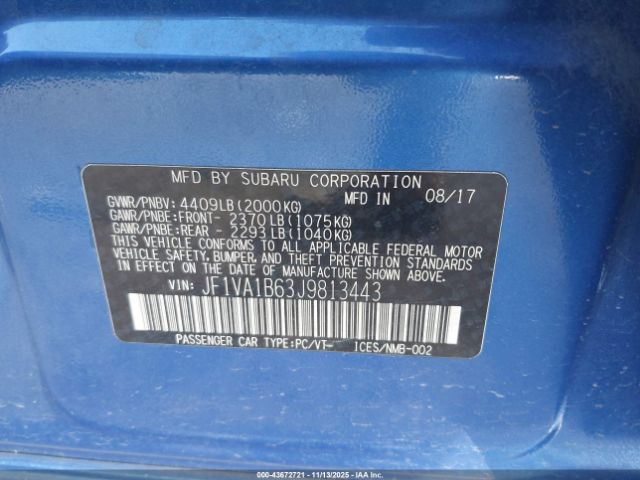 MFD BY SUBARU CORPORATION
GVWR/PNBV: 4409LB(2000KG) MFD IN 08/17
GAWR/PNBE:FRONT- 2370LB(1075KG)
GAWR/PNBE:REAR - 2293LB(1040KG)
THIS VEHICLE CONFORMS TO ALL APPLICABLE FEDERAL MOTOR
VEHICLE SAFETY, BUMPER, AND THEFT PREVENTION STANDARDS
IN EFFECT ON THE DATE OF MANUFACTURE SHOWN ABOVE.
VIN: JF1VA1B63J9813443
PASSENGER CAR TYPE:PC/VT- ICES/NMB-002
© 00-43672721 - 11/13/2025 - IAAI.COM